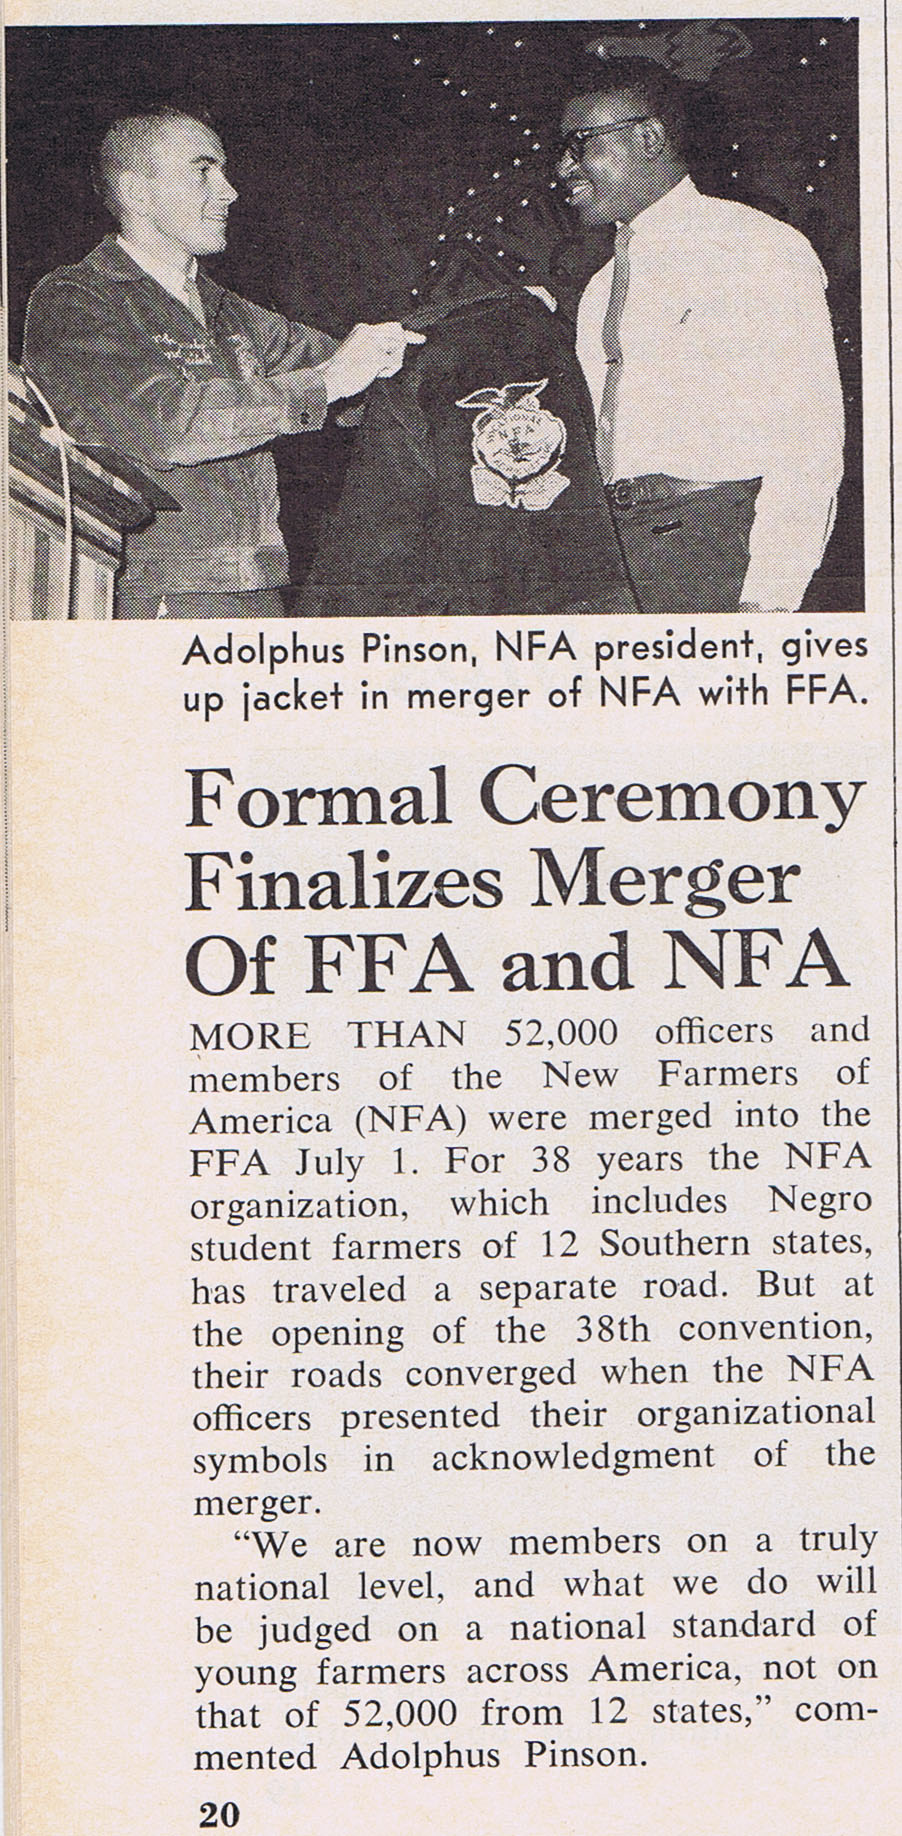 NATIONAL
NFA
Adolphus Pinson, NFA president, gives
up jacket in merger of NFA with FFA.
Formal Ceremony
Finalizes Merger
Of FFA and NFA
MORE THAN 52,000 officers and
members of the New Farmers of
America (NFA) were merged into the
FFA July 1. For 38 years the NFA
organization, which includes Negro
student farmers of 12 Southern states,
has traveled a separate road. But at
the opening of the 38th convention,
their roads converged when the NFA
officers presented their organizational
symbols in acknowledgment of the
merger.
“We are now members on a truly
national level, and what we do will
be judged on a national standard of
young farmers across America, not on
that of 52,000 from 12 states,” com-
mented Adolphus Pinson.
20